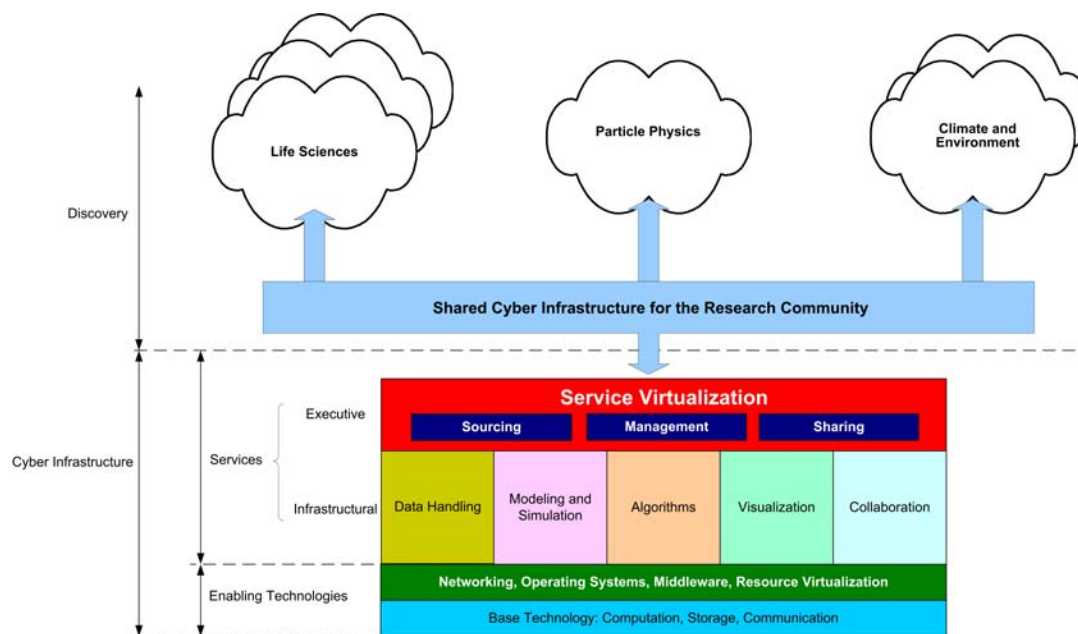 Life Sciences
Particle Physics
Climate and
Environment
Discovery
Shared Cyber Infrastructure for the Research Community
Service Virtualization
Executive
Sourcing
Management
Sharing
Cyber Infrastructure
Services
Infrastructural
Data Handling
Modeling and
Simulation
Algorithms
Visualization
Collaboration
Enabling Technologies
Networking, Operating Systems, Middleware, Resource Virtualization
Base Technology: Computation, Storage, Communication